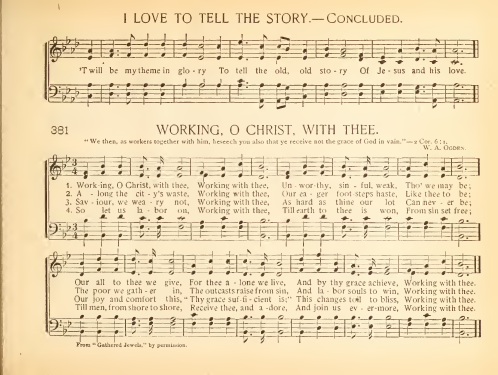 I LOVE TO TELL THE STORY.—Concluded.
'T will be my theme in glo - ry To tell the old, old sto - ry Of Je - sus and his love.
381 WORKING, O CHRIST, WITH THEE.
"We then, as workers together with him, beseech you also that ye receive not the grace of God in vain."—2 Cor. 6: 1.
W. A. Ogden.
1. Work-ing, O Christ, with thee, Working with thee, Un - wor-thy, sin - ful, weak, Tho' we may be;
2. A - long the cit - y's waste, Working with thee, Our ea - ger foot-steps haste, Like thee to be;
3. Sav - iour, we wea - ry not, Working with thee, As hard as thine our lot Can nev - er be;
4. So let us la - bor on, Working with thee, Till earth to thee is won, From sin set free;
Our all to thee we give, For thee a - lone we live, And by thy grace achieve, Working with thee.
The poor we gath - er in, The outcasts raise from sin, And la - bor souls to win, Working with thee.
Our joy and comfort this, "Thy grace suf - fi - cient is;" This changes toil to bliss, Working with thee.
Till men, from shore to shore, Receive thee, and a - dore, And join us ev - er-more, Working with thee.
From "Gathered Jewels," by permission.